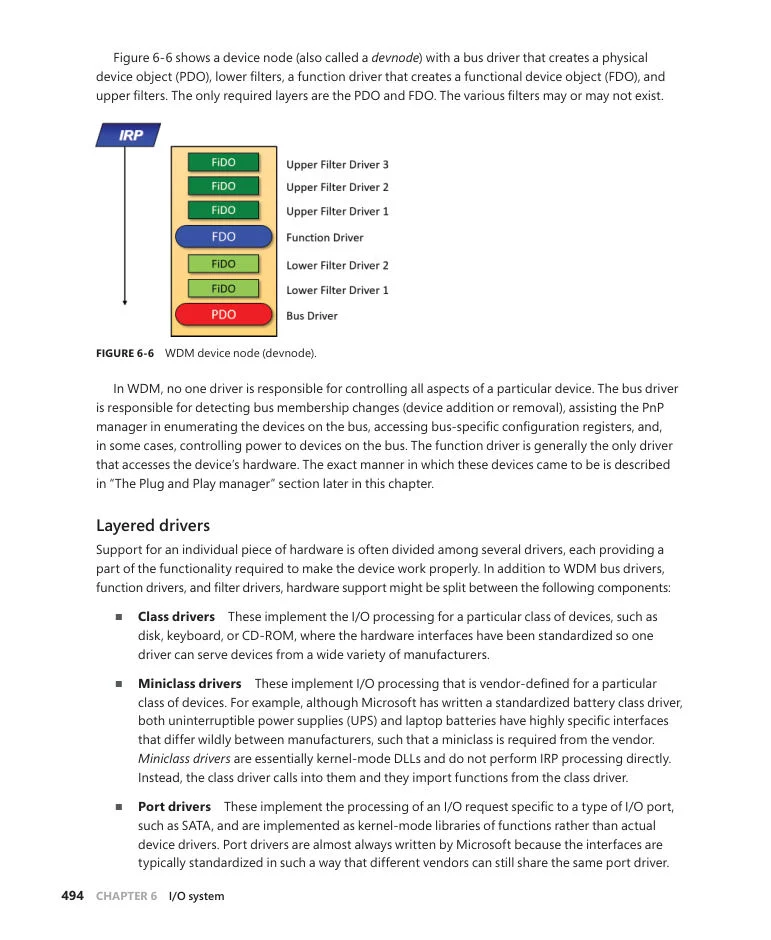 Figure 6-6 shows a device node (also called a devnode) with a bus driver that creates a physical
device object (PDO), lower filters, a function driver that creates a functional device object (FDO), and
upper filters. The only required layers are the PDO and FDO. The various filters may or may not exist.
IRP
FiDO Upper Filter Driver 3
FiDO Upper Filter Driver 2
FiDO Upper Filter Driver 1
FDO Function Driver
FiDO Lower Filter Driver 2
FiDO Lower Filter Driver 1
PDO Bus Driver
FIGURE 6-6 WDM device node (devnode).
In WDM, no one driver is responsible for controlling all aspects of a particular device. The bus driver
is responsible for detecting bus membership changes (device addition or removal), assisting the PnP
manager in enumerating the devices on the bus, accessing bus-specific configuration registers, and,
in some cases, controlling power to devices on the bus. The function driver is generally the only driver
that accesses the device’s hardware. The exact manner in which these devices came to be is described
in “The Plug and Play manager” section later in this chapter.
Layered drivers
Support for an individual piece of hardware is often divided among several drivers, each providing a
part of the functionality required to make the device work properly. In addition to WDM bus drivers,
function drivers, and filter drivers, hardware support might be split between the following components:
■ Class drivers These implement the I/O processing for a particular class of devices, such as
disk, keyboard, or CD-ROM, where the hardware interfaces have been standardized so one
driver can serve devices from a wide variety of manufacturers.
■ Miniclass drivers These implement I/O processing that is vendor-defined for a particular
class of devices. For example, although Microsoft has written a standardized battery class driver,
both uninterruptible power supplies (UPS) and laptop batteries have highly specific interfaces
that differ wildly between manufacturers, such that a miniclass is required from the vendor.
Miniclass drivers are essentially kernel-mode DLLs and do not perform IRP processing directly.
Instead, the class driver calls into them and they import functions from the class driver.
■ Port drivers These implement the processing of an I/O request specific to a type of I/O port,
such as SATA, and are implemented as kernel-mode libraries of functions rather than actual
device drivers. Port drivers are almost always written by Microsoft because the interfaces are
typically standardized in such a way that different vendors can still share the same port driver.
494 CHAPTER 6 I/O system